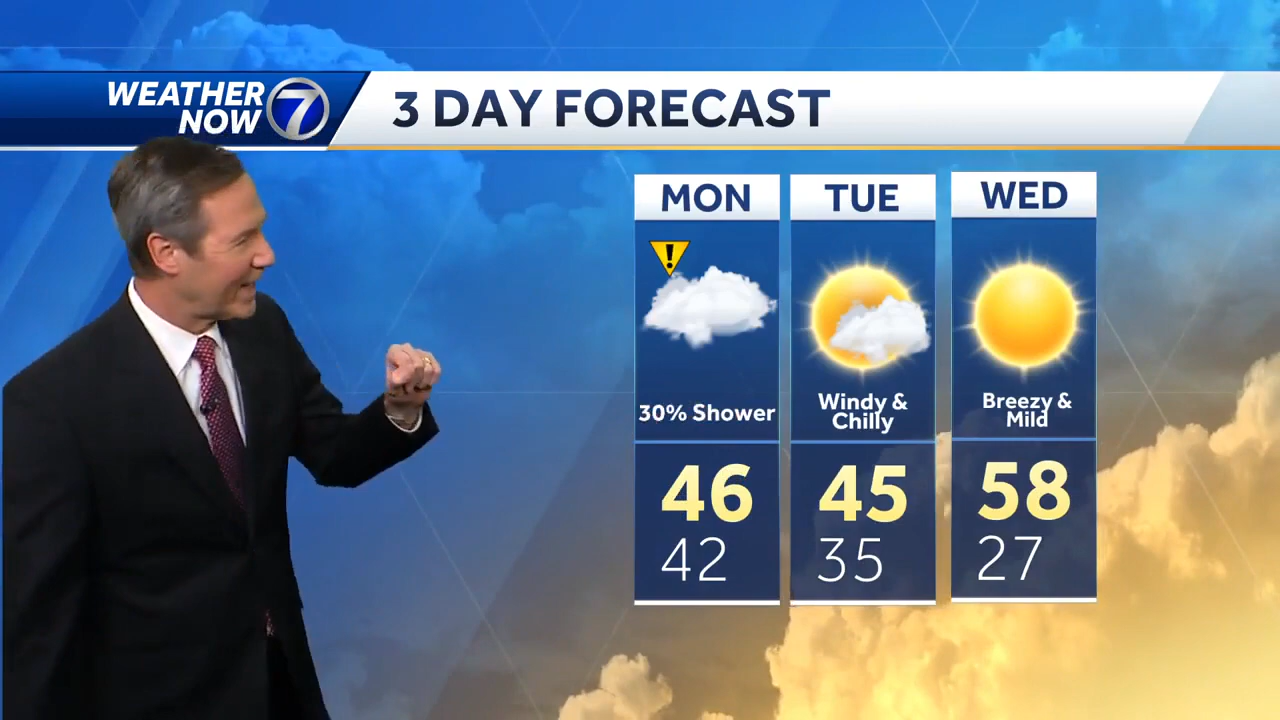 WEATHER
NOW 7
3 DAY FORECAST
MON
!
30% Shower
46
42
TUE
Windy &
Chilly
45
35
WED
Breezy &
Mild
58
27